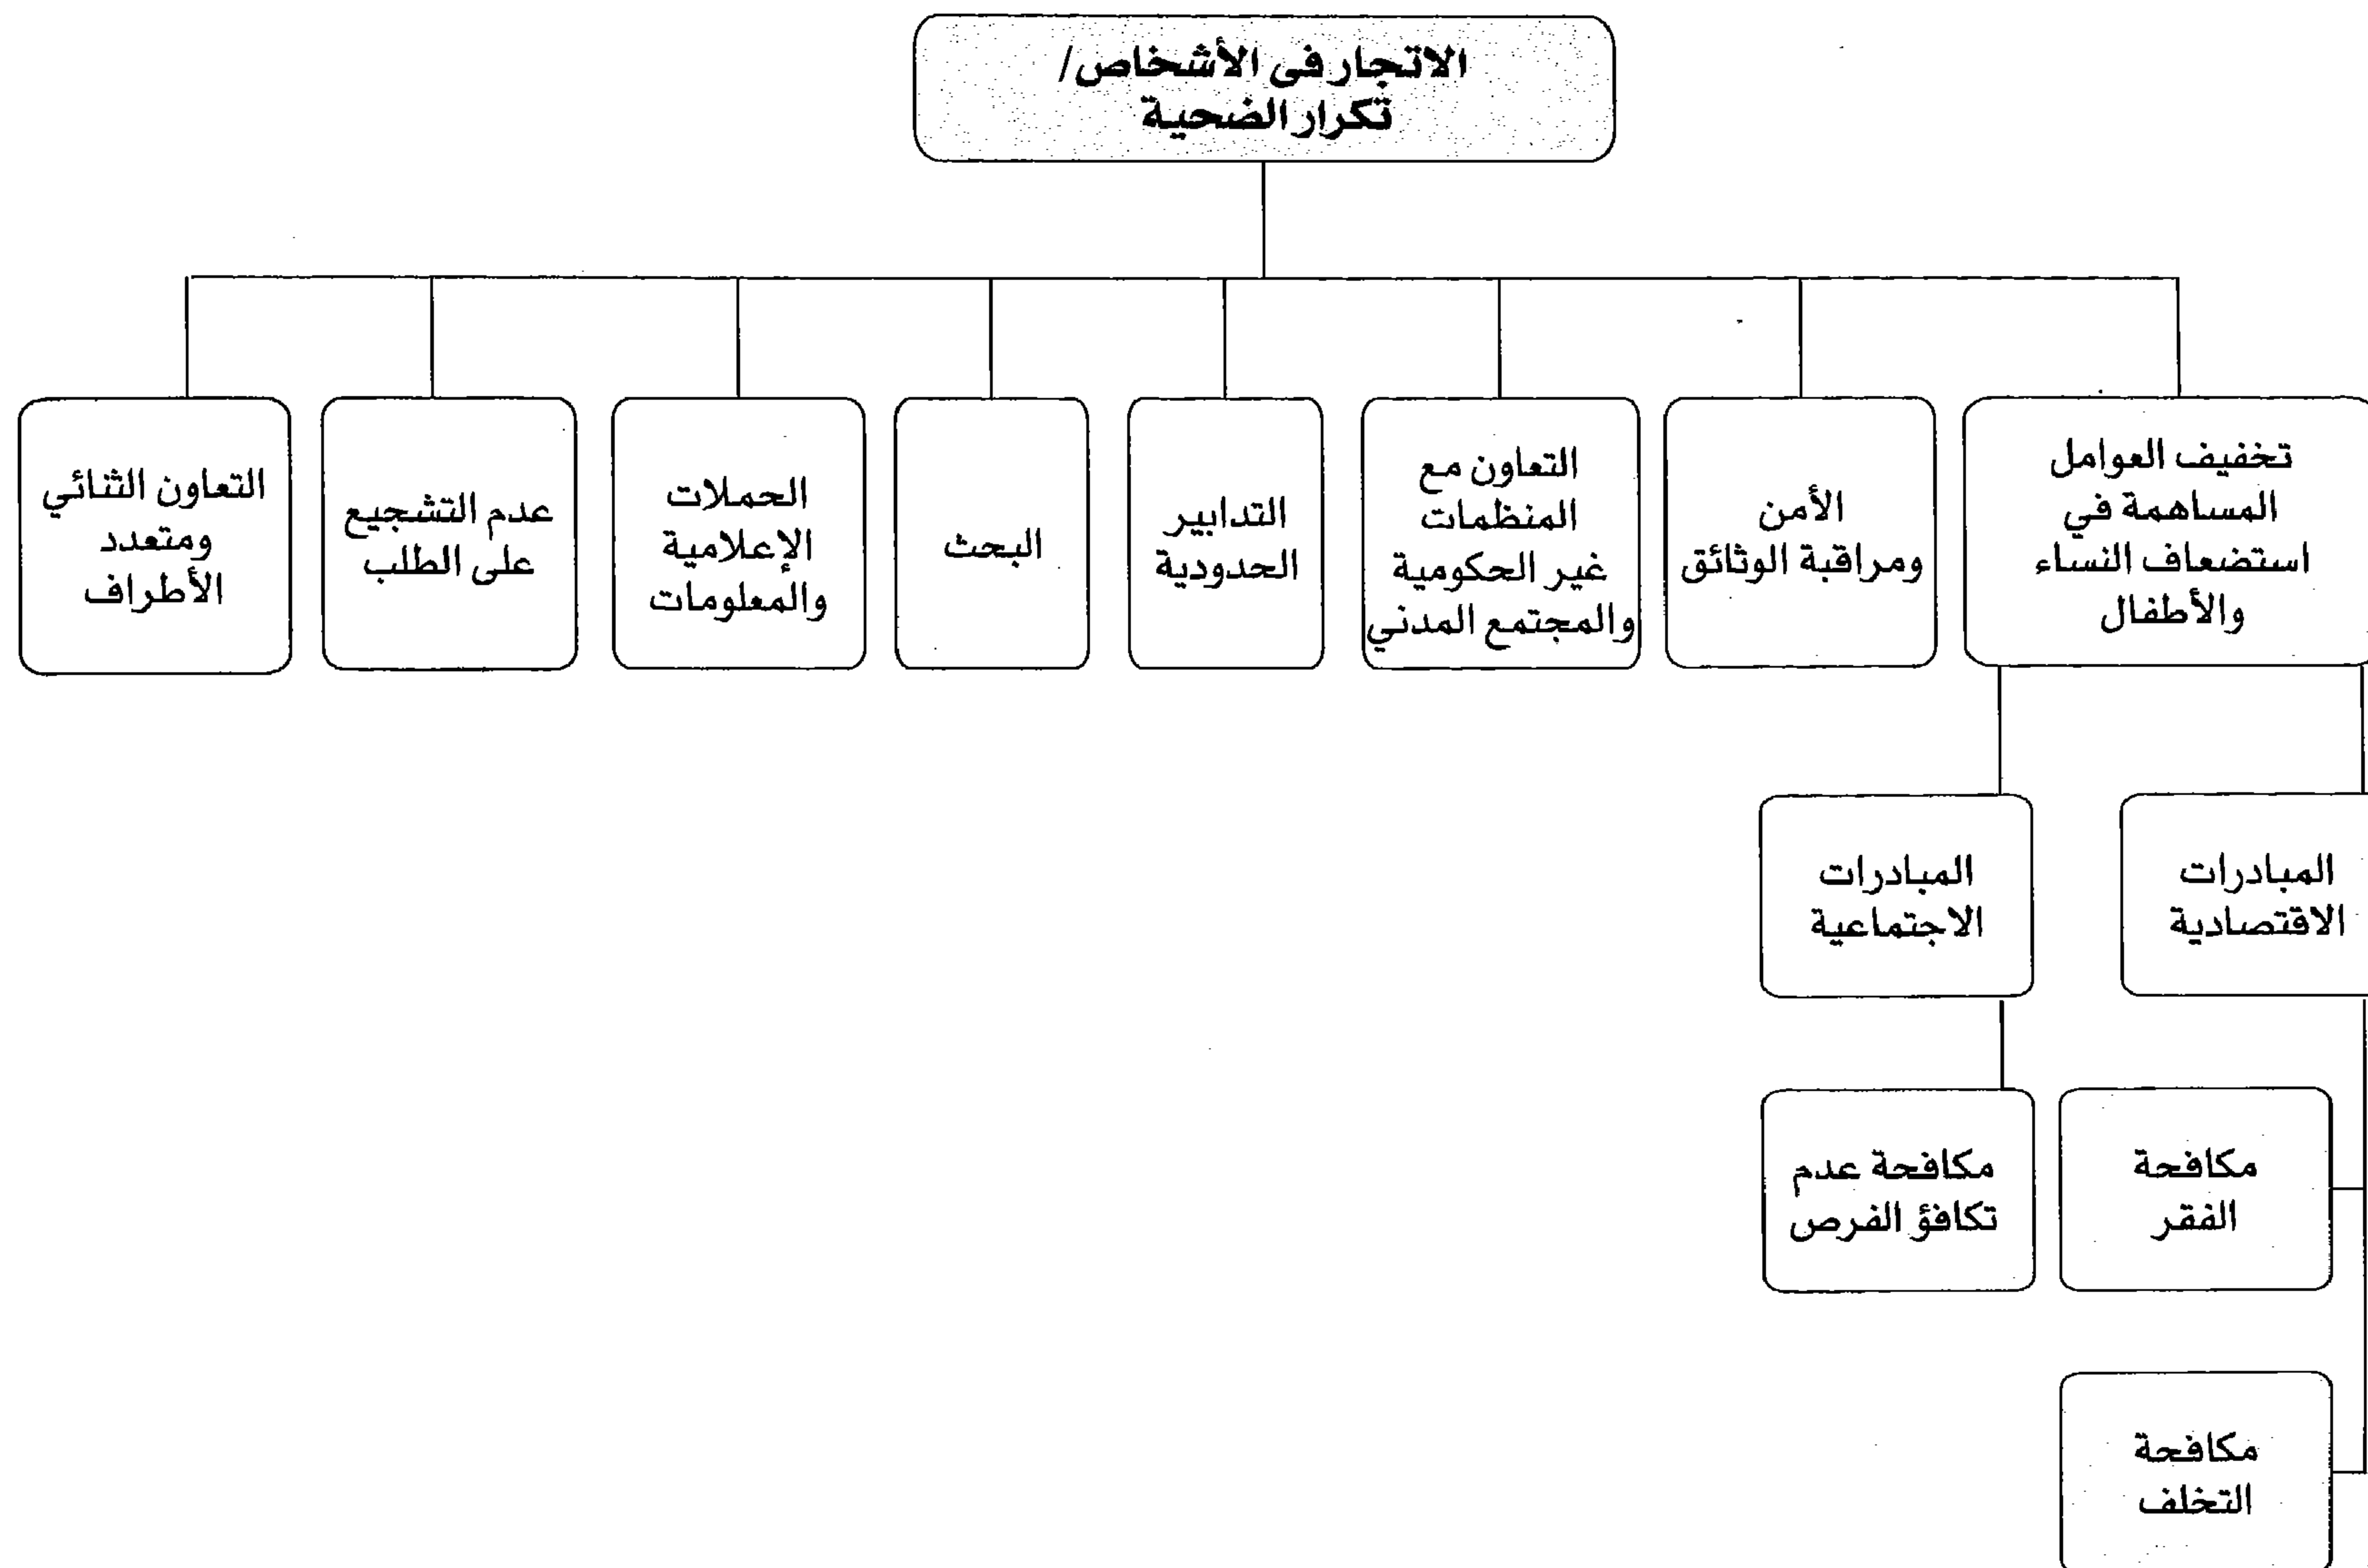 الاتجار فى الأشخاص/
تكرار الضحية
تخفيف العوامل
المساهمة في
استضعاف النساء
والأطفال
الأمن
ومراقبة الوثائق
التعاون مع
المنظمات
غير الحكومية
والمجتمع المدني
التدابير
الحدودية
البحث
الحملات
الإعلامية
والمعلومات
عدم التشجيع
على الطلب
التعاون الثنائي
ومتعدد
الأطراف
المبادرات
الاقتصادية
المبادرات
الاجتماعية
مكافحة
الفقر
مكافحة عدم
تكافؤ الفرص
مكافحة
التخلف